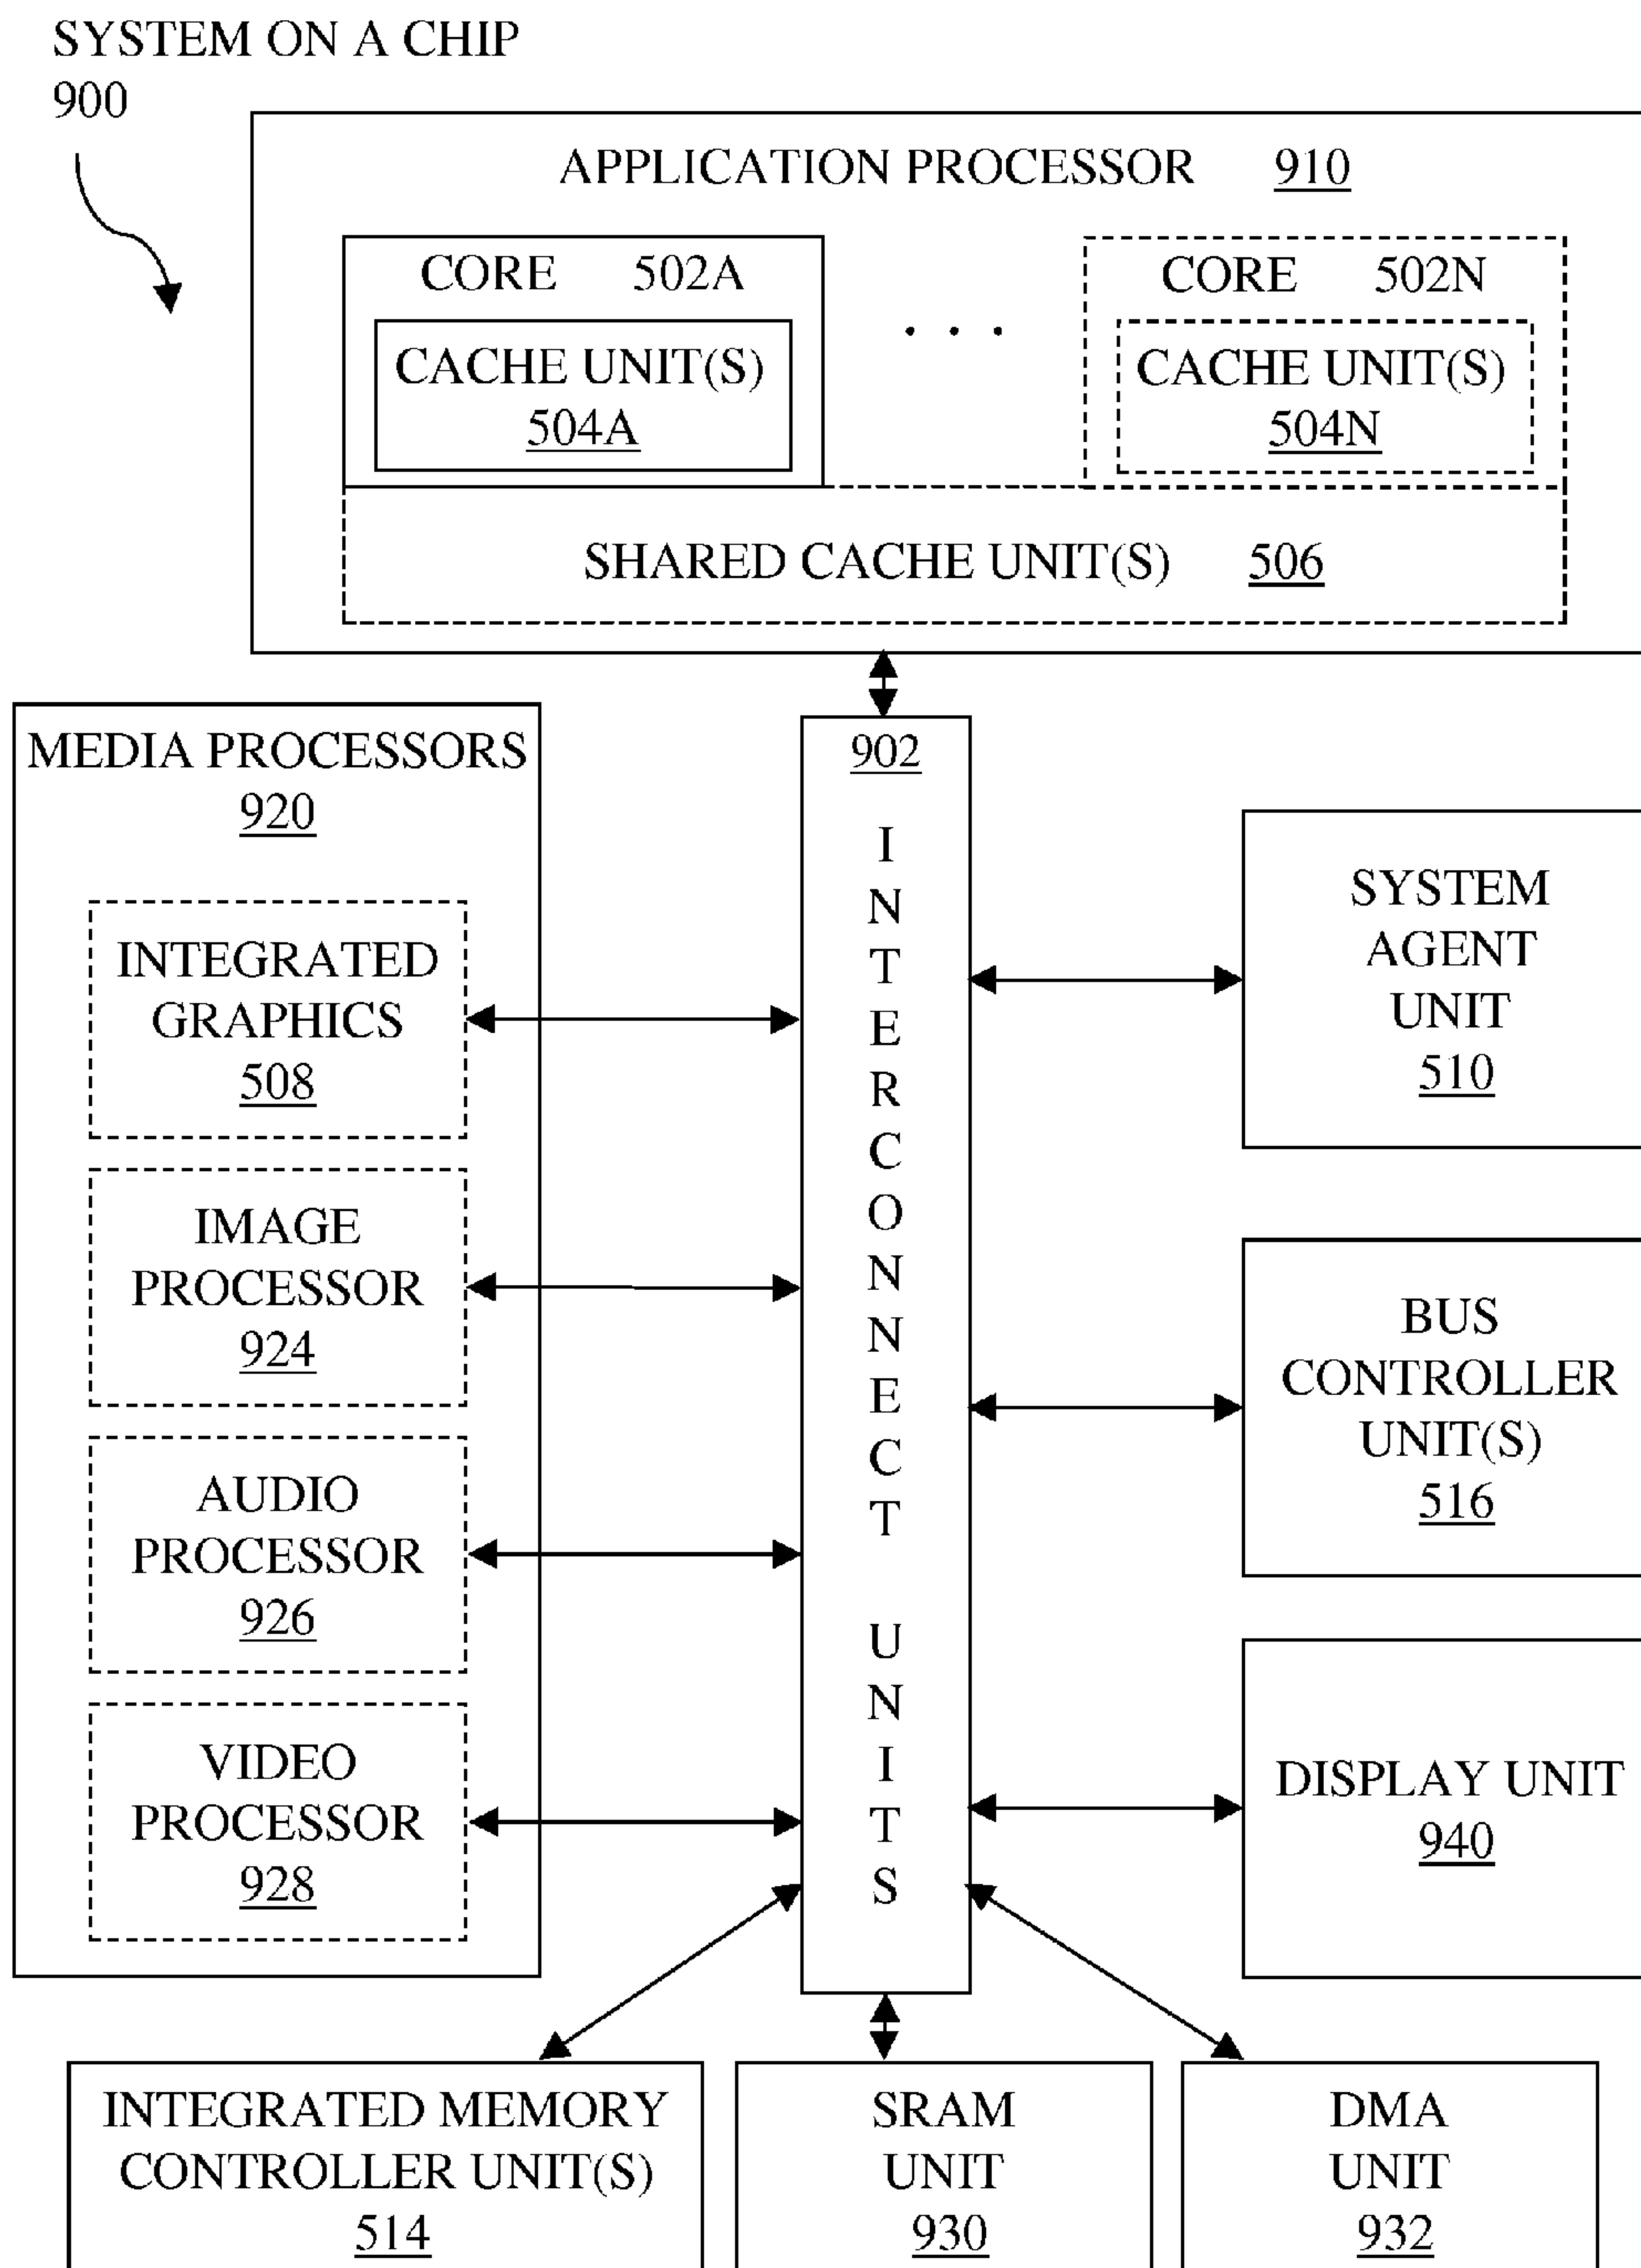 SYSTEM ON A CHIP
900
APPLICATION PROCESSOR 910
CORE 502A
CACHE UNIT(S)
504A
. . .
CORE 502N
CACHE UNIT(S)
504N
SHARED CACHE UNIT(S) 506
MEDIA PROCESSORS
920
INTEGRATED
GRAPHICS
508
IMAGE
PROCESSOR
924
AUDIO
PROCESSOR
926
VIDEO
PROCESSOR
928
902
INTERCONNECT UNITS
SYSTEM
AGENT
UNIT
510
BUS
CONTROLLER
UNIT(S)
516
DISPLAY UNIT
940
INTEGRATED MEMORY
CONTROLLER UNIT(S)
514
SRAM
UNIT
930
DMA
UNIT
932